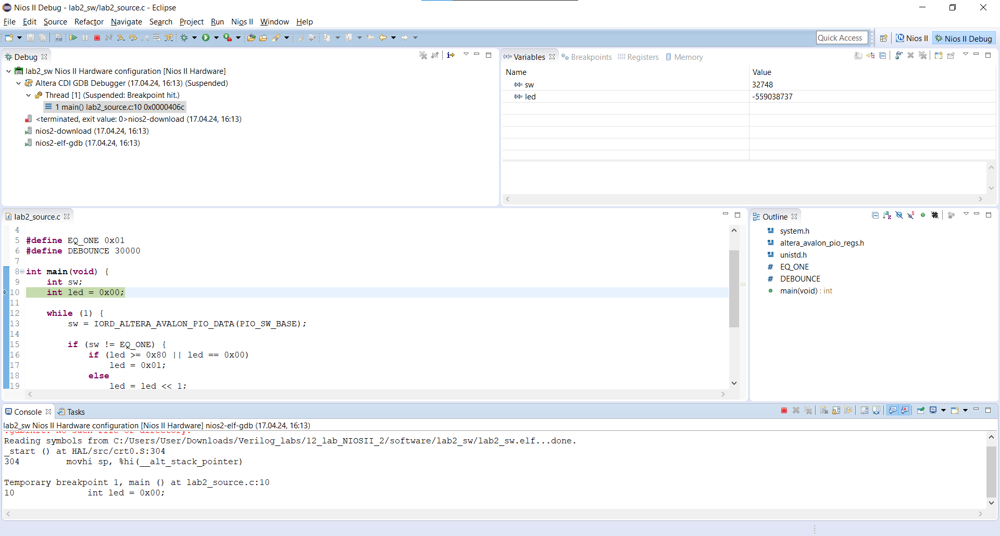 Nios II Debug - lab2_sw/lab2_source.c - Eclipse
File Edit Source Refactor Navigate Search Project Run Nios II Window Help
Quick Access Nios II Nios II Debug
Debug
lab2_sw Nios II Hardware configuration [Nios II Hardware]
Altera CDI GDB Debugger (17.04.24, 16:13) (Suspended)
Thread [1] (Suspended: Breakpoint hit.)
1 main() lab2_source.c:10 0x0000406c
<terminated, exit value: 0>nios2-download (17.04.24, 16:13)
nios2-download (17.04.24, 16:13)
nios2-elf-gdb (17.04.24, 16:13)
(x)= Variables Breakpoints Registers Memory
Name Value
(x)= sw 32748
(x)= led -559038737
lab2_source.c
4
5 #define EQ_ONE 0x01
6 #define DEBOUNCE 30000
7
8 int main(void) {
9 int sw;
10 int led = 0x00;
11
12 while (1) {
13 sw = IORD_ALTERA_AVALON_PIO_DATA(PIO_SW_BASE);
14
15 if (sw != EQ_ONE) {
16 if (led >= 0x80 || led == 0x00)
17 led = 0x01;
18 else
19 led = led << 1;
Outline
system.h
altera_avalon_pio_regs.h
unistd.h
# EQ_ONE
# DEBOUNCE
main(void) : int
Console Tasks
lab2_sw Nios II Hardware configuration [Nios II Hardware] nios2-elf-gdb (17.04.24, 16:13)
.gdbinit: No such file or directory.
Reading symbols from C:/Users/User/Downloads/Verilog_labs/12_lab_NIOSII_2/software/lab2_sw/lab2_sw.elf...done.
_start () at HAL/src/crt0.S:304
304 movhi sp, %hi(__alt_stack_pointer)
Temporary breakpoint 1, main () at lab2_source.c:10
10 int led = 0x00;